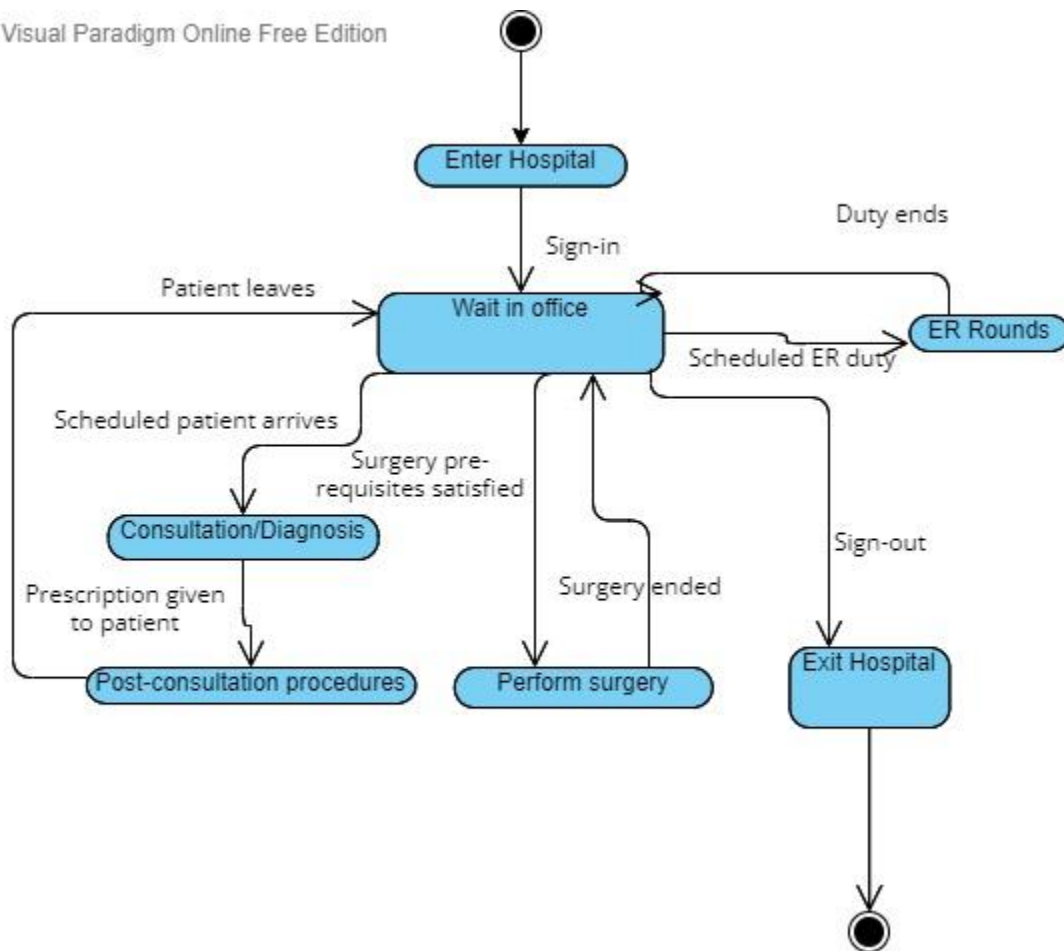 Visual Paradigm Online Free Edition
Enter Hospital
Duty ends
Sign-in
Patient leaves
Wait in office
ER Rounds
Scheduled ER duty
Scheduled patient arrives
Surgery pre-
requisites satisfied
Consultation/Diagnosis
Sign-out
Prescription given
to patient
Surgery ended
Exit Hospital
Post-consultation procedures
Perform surgery